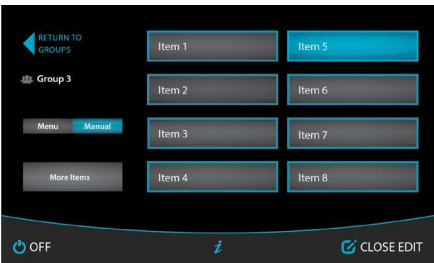 RETURN TO
GROUPS
Group 3
Menu Manual
More Items
Item 1
Item 2
Item 3
Item 4
Item 5
Item 6
Item 7
Item 8
OFF
i
CLOSE EDIT